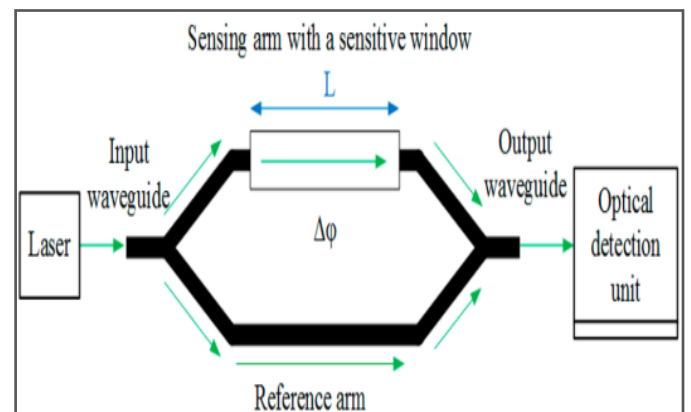 Sensing arm with a sensitive window
L
Input
waveguide
Output
waveguide
Laser
Δφ
Optical
detection
unit
Reference arm